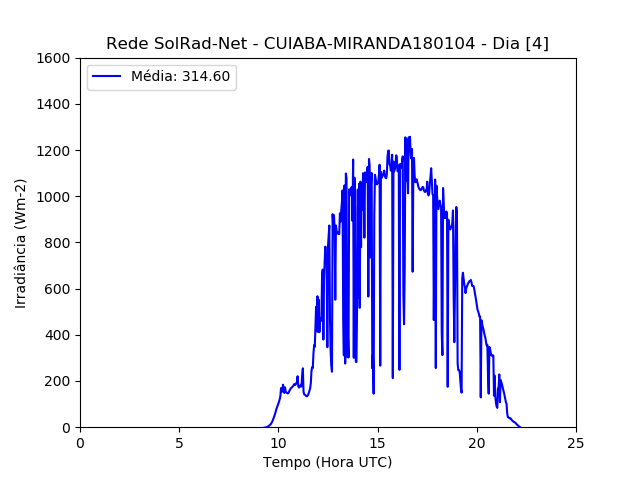 Rede SolRad-Net - CUIABA-MIRANDA180104 - Dia [4]
Média: 314.60
1600
1400
1200
1000
800
600
400
200
0
Irradiância (Wm-2)
0 5 10 15 20 25
Tempo (Hora UTC)